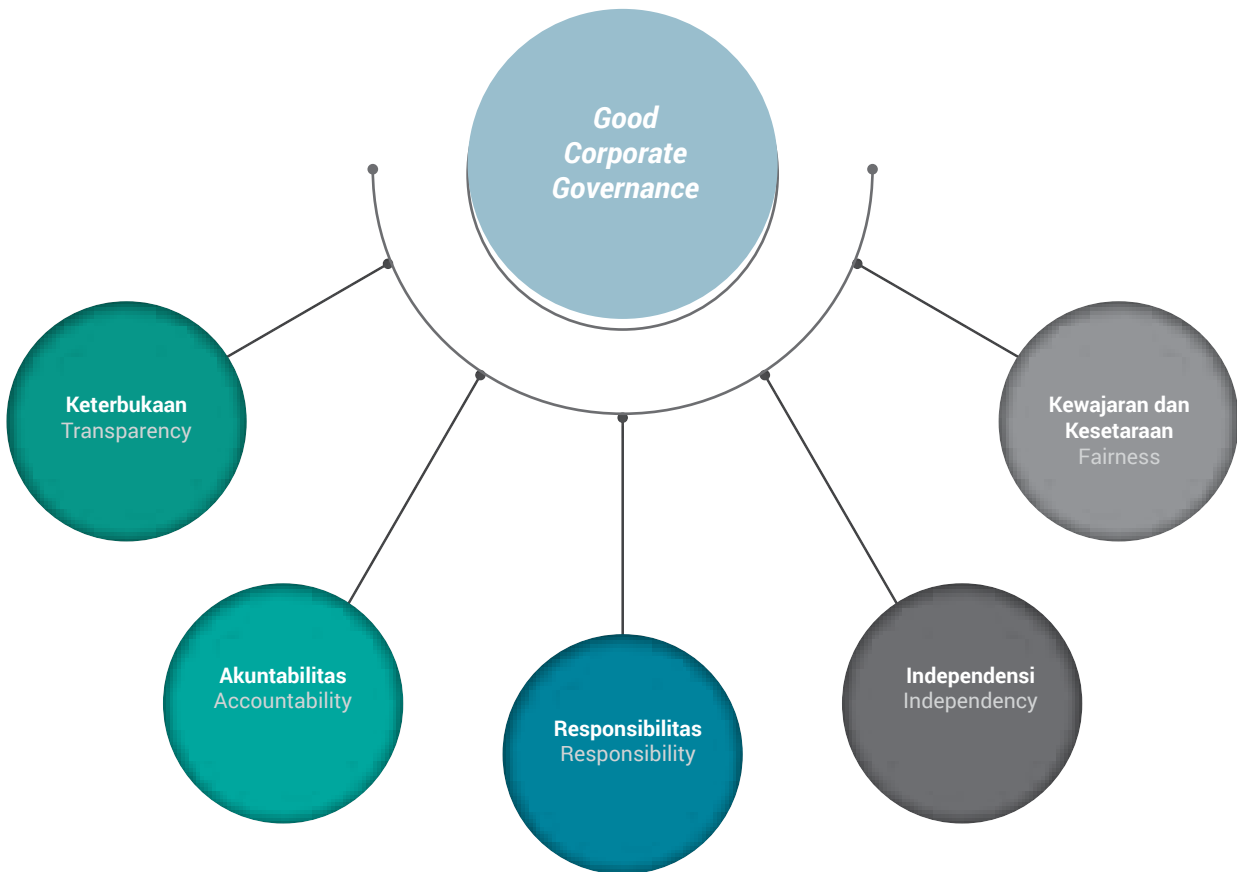 Good
Corporate
Governance
Keterbukaan
Transparency
Kewajaran dan
Kesetaraan
Fairness
Akuntabilitas
Accountability
Independensi
Independency
Responsibilitas
Responsibility